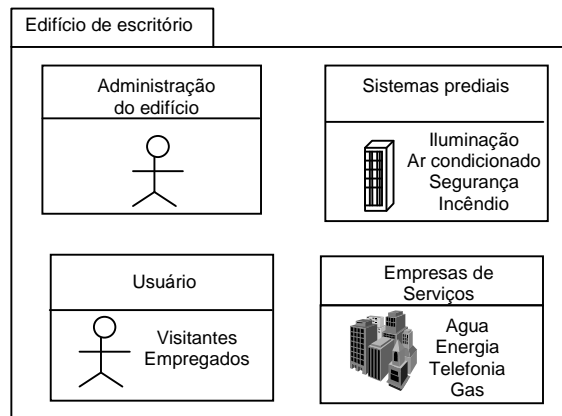 Edifício de escritório
Administração
do edifício
Sistemas prediais
Iluminação
Ar condicionado
Segurança
Incêndio
Usuário
Visitantes
Empregados
Empresas de
Serviços
Agua
Energia
Telefonia
Gas